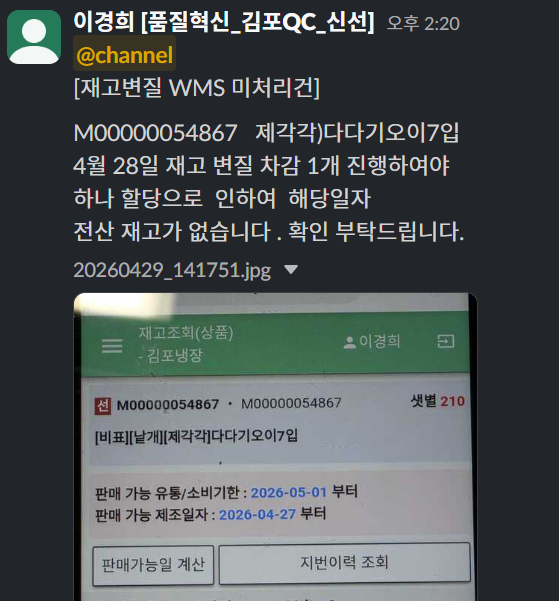 이경희 [품질혁신_김포QC_신선] 오후 2:20
@channel
[재고변질 WMS 미처리건]
M00000054867 제각각)다다기오이7입
4월 28일 재고 변질 차감 1개 진행하여야
하나 할당으로 인하여 해당일자
전산 재고가 없습니다 . 확인 부탁드립니다.
20260429_141751.jpg
재고조회(상품)
- 김포냉장
이경희
선 M00000054867 • M00000054867 샛별 210
[비표][낱개][제각각]다다기오이7입
판매 가능 유통/소비기한 : 2026-05-01 부터
판매 가능 제조일자 : 2026-04-27 부터
판매가능일 계산 지번이력 조회